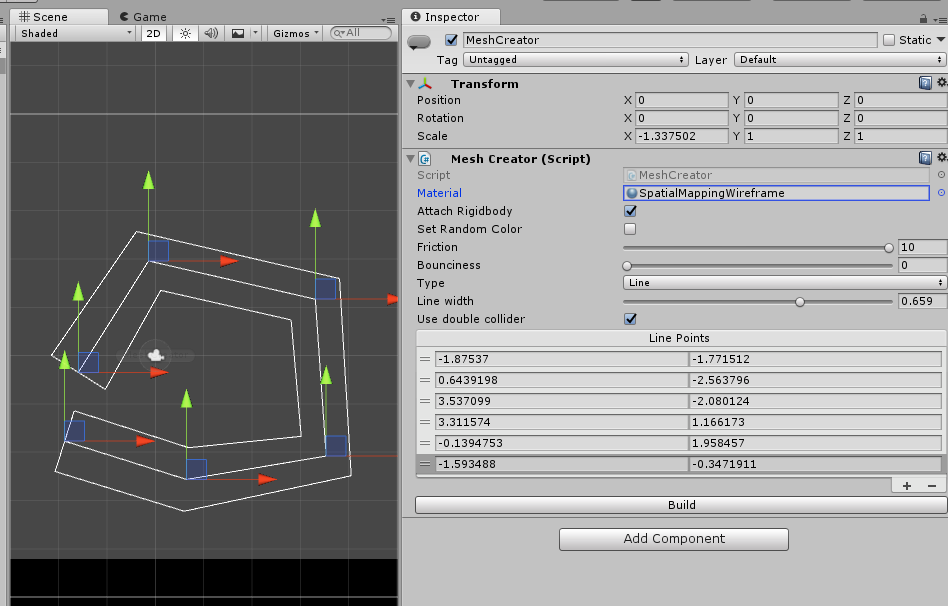 Scene
Game
Shaded
2D
Gizmos
All
Inspector
MeshCreator
Static
Tag Untagged Layer Default
Transform
Position X 0 Y 0 Z 0
Rotation X 0 Y 0 Z 0
Scale X -1.337502 Y 1 Z 1
Mesh Creator (Script)
Script MeshCreator
Material SpatialMappingWireframe
Attach Rigidbody
Set Random Color
Friction 10
Bounciness 0
Type Line
Line width 0.659
Use double collider
Line Points
-1.87537 -1.771512
0.6439198 -2.563796
3.537099 -2.080124
3.311574 1.166173
-0.1394753 1.958457
-1.593488 -0.3471911
+ −
Build
Add Component